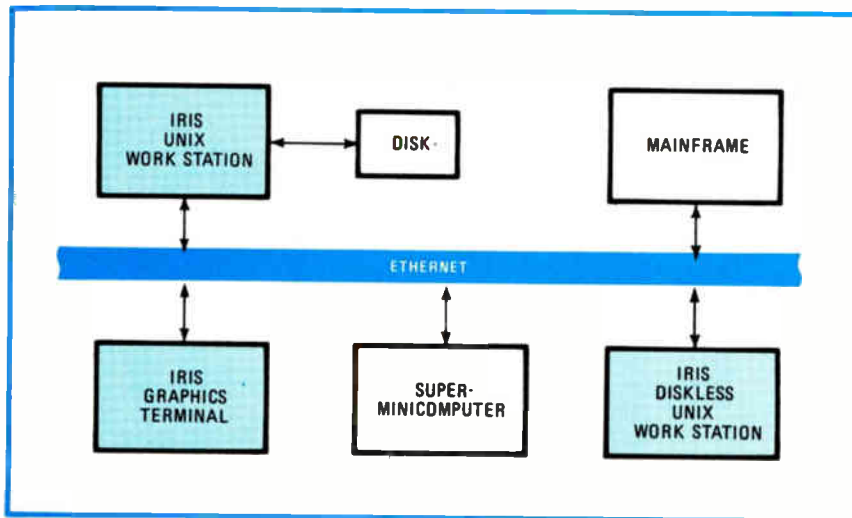 IRIS
UNIX
WORK STATION
DISK
MAINFRAME
ETHERNET
IRIS
GRAPHICS
TERMINAL
SUPER-
MINICOMPUTER
IRIS
DISKLESS
UNIX
WORK STATION